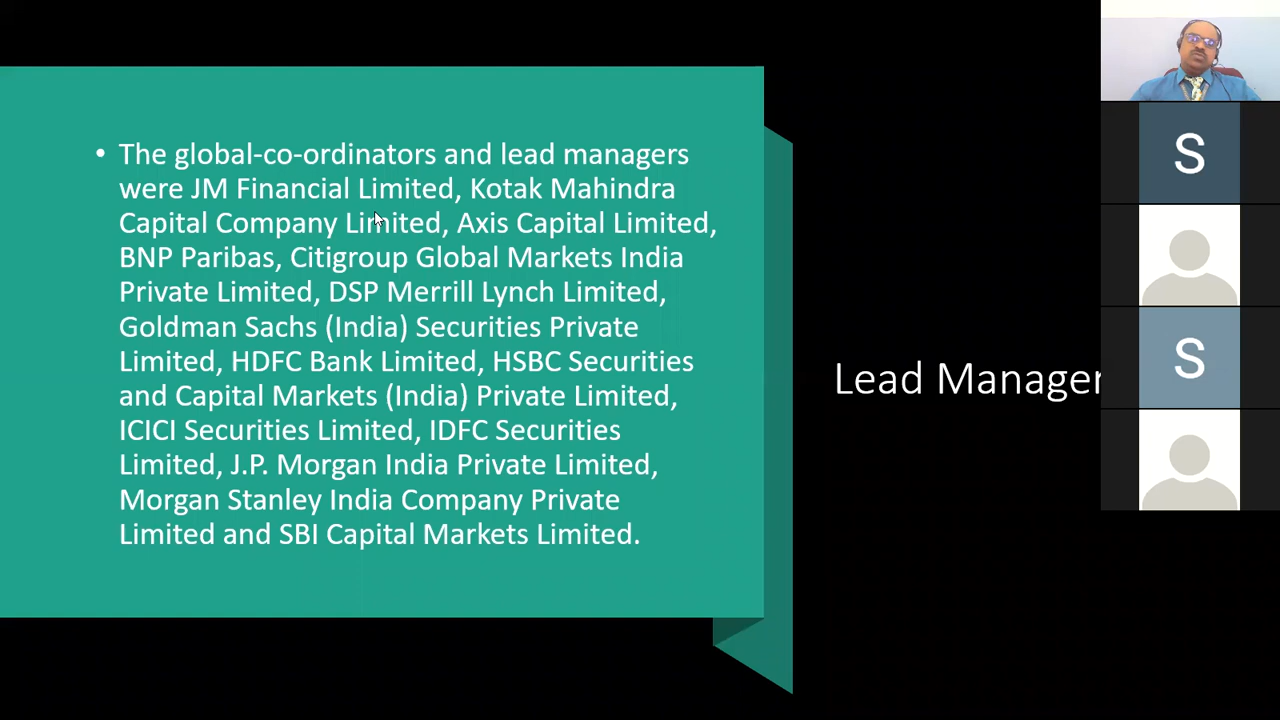 • The global-co-ordinators and lead managers
were JM Financial Limited, Kotak Mahindra
Capital Company Limited, Axis Capital Limited,
BNP Paribas, Citigroup Global Markets India
Private Limited, DSP Merrill Lynch Limited,
Goldman Sachs (India) Securities Private
Limited, HDFC Bank Limited, HSBC Securities
and Capital Markets (India) Private Limited,
ICICI Securities Limited, IDFC Securities
Limited, J.P. Morgan India Private Limited,
Morgan Stanley India Company Private
Limited and SBI Capital Markets Limited.
Lead Manager
S
S